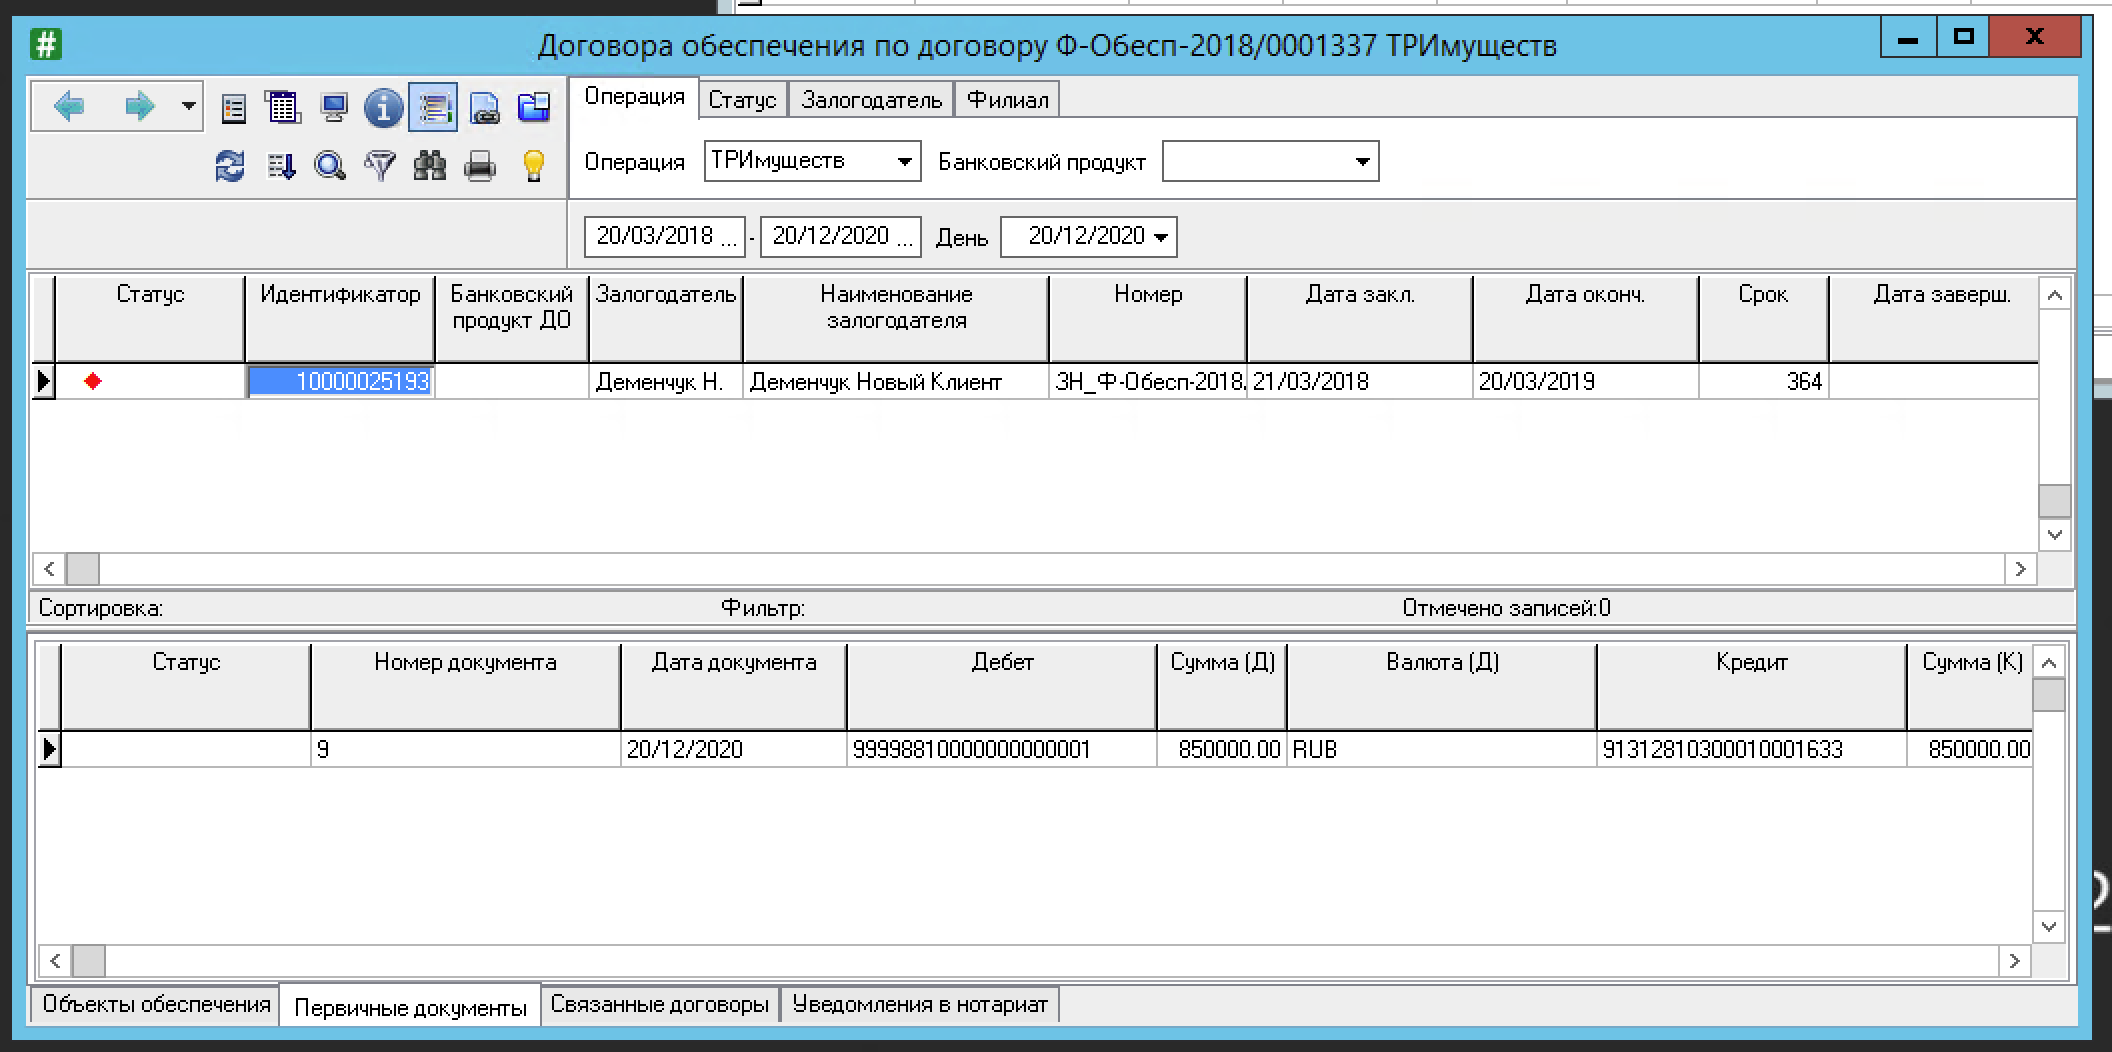 # Договора обеспечения по договору Ф-Обесп-2018/0001337 ТРИмуществ
Операция Статус Залогодатель Филиал
Операция ТРИмуществ Банковский продукт
20/03/2018 ... - 20/12/2020 ... День 20/12/2020
Статус Идентификатор Банковский продукт ДО Залогодатель Наименование залогодателя Номер Дата закл. Дата оконч. Срок Дата заверш.
10000025193 Деменчук Н. Деменчук Новый Клиент ЗН_Ф-Обесп-2018. 21/03/2018 20/03/2019 364
Сортировка: Фильтр: Отмечено записей:0
Статус Номер документа Дата документа Дебет Сумма (Д) Валюта (Д) Кредит Сумма (К)
9 20/12/2020 99998810000000000001 850000.00 RUB 91312810300010001633 850000.00
Объекты обеспечения Первичные документы Связанные договоры Уведомления в нотариат